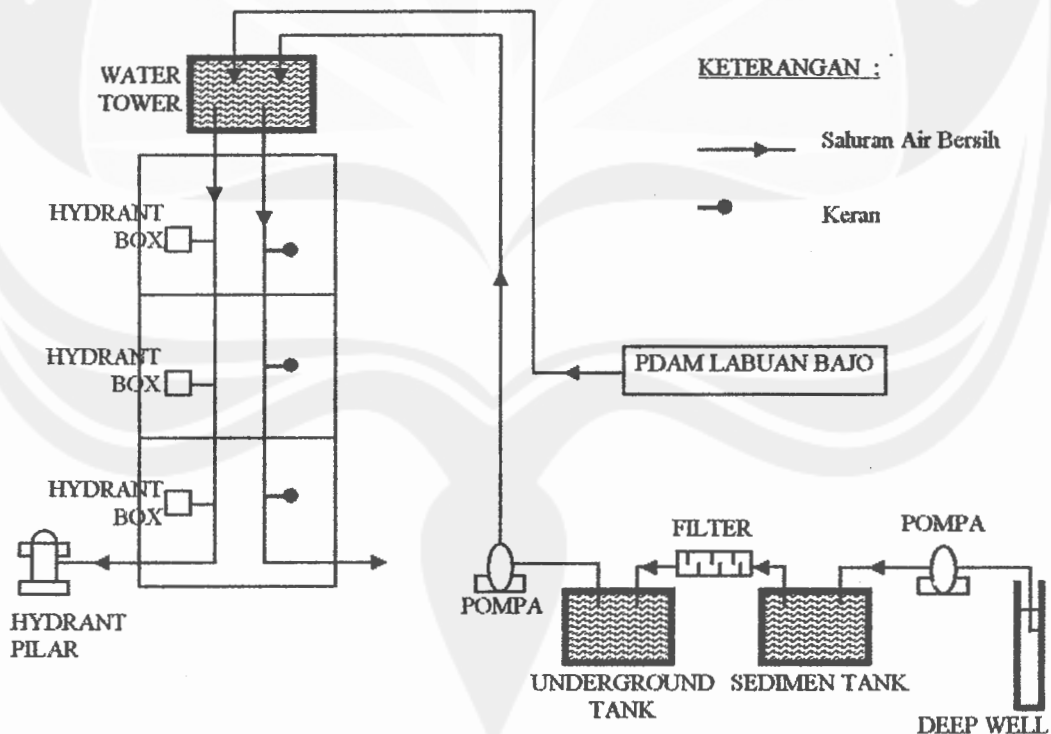 WATER
TOWER
KETERANGAN :
Saluran Air Bersih
Keran
HYDRANT
BOX
HYDRANT
BOX
HYDRANT
BOX
PDAM LABUAN BAJO
HYDRANT
PILAR
POMPA
FILTER
POMPA
UNDERGROUND
TANK
SEDIMEN TANK
DEEP WELL